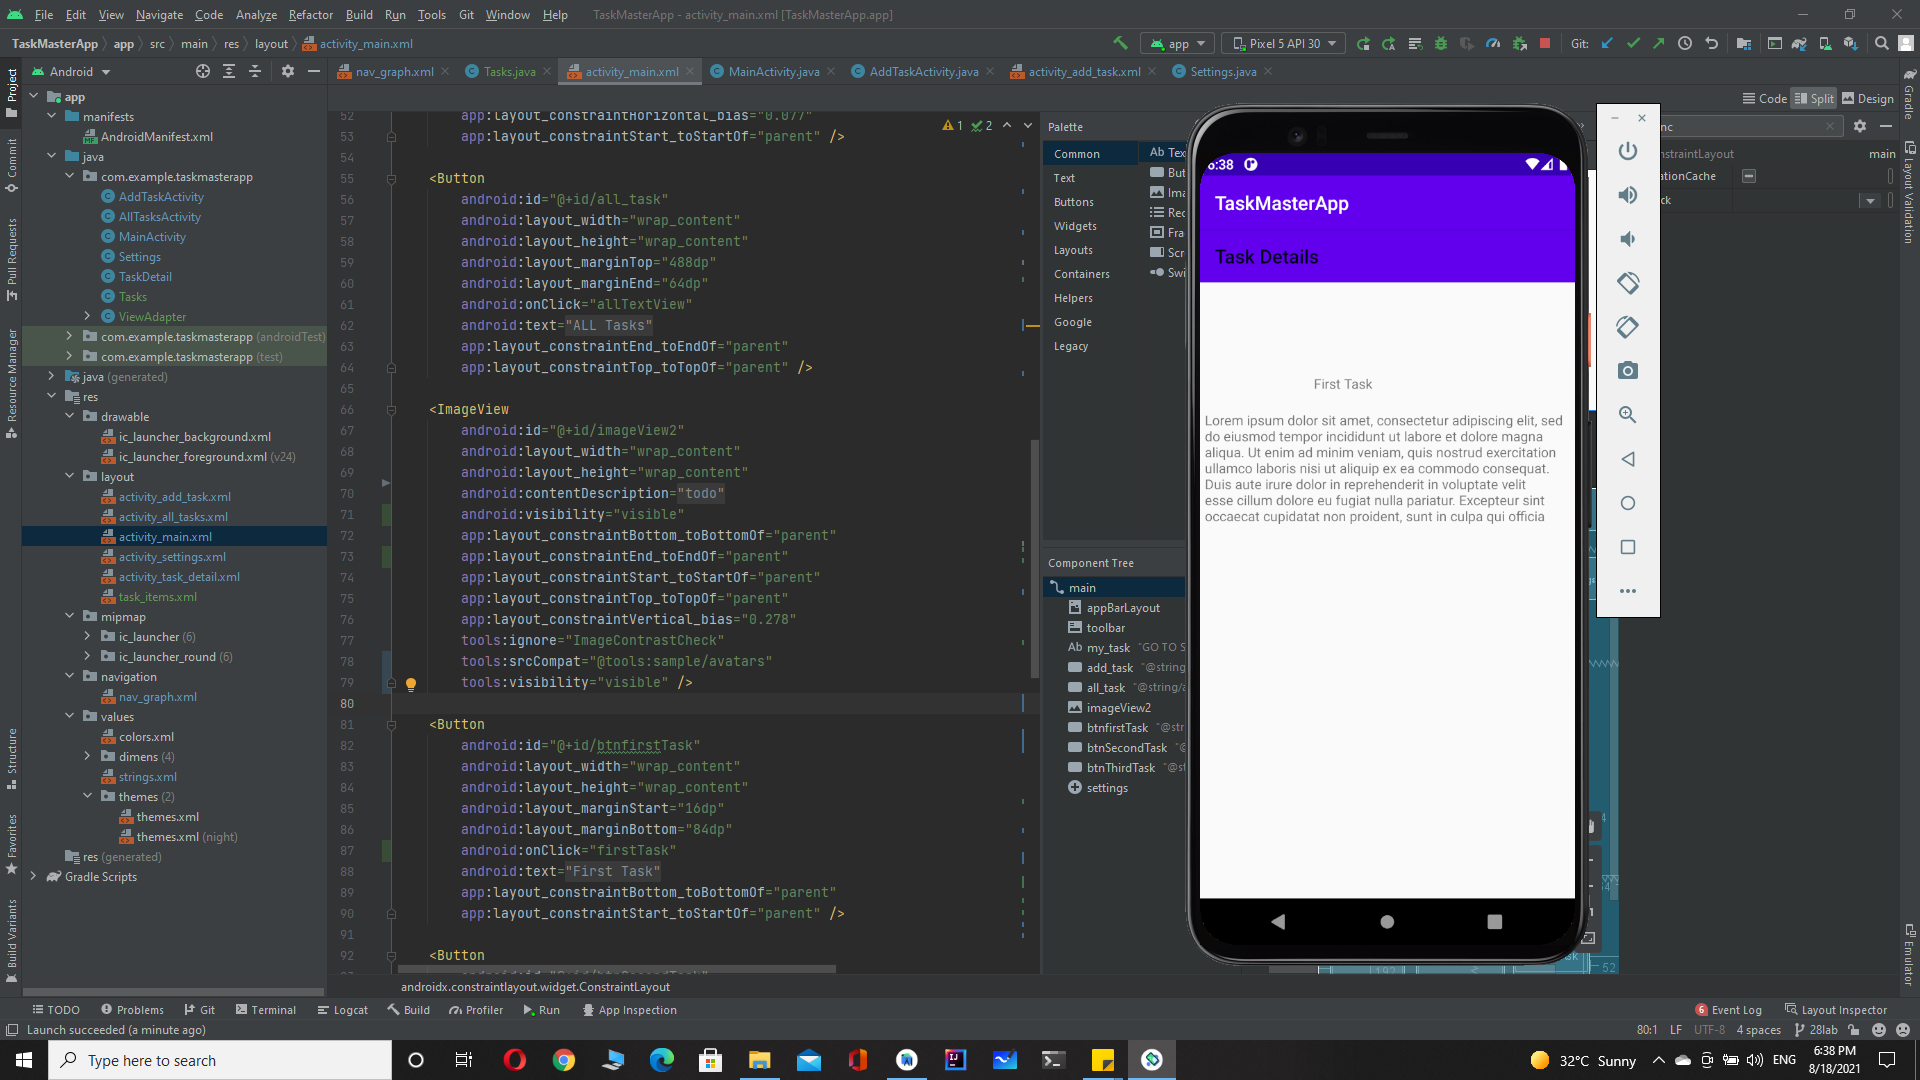 File Edit View Navigate Code Analyze Refactor Build Run Tools Git Window Help TaskMasterApp - activity_main.xml [TaskMasterApp.app]
TaskMasterApp app src main res layout activity_main.xml
app Pixel 5 API 30 Git:
Android
nav_graph.xml Tasks.java activity_main.xml MainActivity.java AddTaskActivity.java activity_add_task.xml Settings.java
Code Split Design
Project
Commit
Pull Requests
Resource Manager
Structure
Favorites
Build Variants
app
manifests
AndroidManifest.xml
java
com.example.taskmasterapp
AddTaskActivity
AllTasksActivity
MainActivity
Settings
TaskDetail
Tasks
ViewAdapter
com.example.taskmasterapp (androidTest)
com.example.taskmasterapp (test)
java (generated)
res
drawable
ic_launcher_background.xml
ic_launcher_foreground.xml (v24)
layout
activity_add_task.xml
activity_all_tasks.xml
activity_main.xml
activity_settings.xml
activity_task_detail.xml
task_items.xml
mipmap
ic_launcher (6)
ic_launcher_round (6)
navigation
nav_graph.xml
values
colors.xml
dimens (4)
strings.xml
themes (2)
themes.xml
themes.xml (night)
res (generated)
Gradle Scripts
1 2
52 app:layout_constraintHorizontal_bias="0.077"
53 app:layout_constraintStart_toStartOf="parent" />
54
55 <Button
56 android:id="@+id/all_task"
57 android:layout_width="wrap_content"
58 android:layout_height="wrap_content"
59 android:layout_marginTop="488dp"
60 android:layout_marginEnd="64dp"
61 android:onClick="allTextView"
62 android:text="ALL Tasks"
63 app:layout_constraintEnd_toEndOf="parent"
64 app:layout_constraintTop_toTopOf="parent" />
65
66 <ImageView
67 android:id="@+id/imageView2"
68 android:layout_width="wrap_content"
69 android:layout_height="wrap_content"
70 android:contentDescription="todo"
71 android:visibility="visible"
72 app:layout_constraintBottom_toBottomOf="parent"
73 app:layout_constraintEnd_toEndOf="parent"
74 app:layout_constraintStart_toStartOf="parent"
75 app:layout_constraintTop_toTopOf="parent"
76 app:layout_constraintVertical_bias="0.278"
77 tools:ignore="ImageContrastCheck"
78 tools:srcCompat="@tools:sample/avatars"
79 tools:visibility="visible" />
80
81 <Button
82 android:id="@+id/btnfirstTask"
83 android:layout_width="wrap_content"
84 android:layout_height="wrap_content"
85 android:layout_marginStart="16dp"
86 android:layout_marginBottom="84dp"
87 android:onClick="firstTask"
88 android:text="First Task"
89 app:layout_constraintBottom_toBottomOf="parent"
90 app:layout_constraintStart_toStartOf="parent" />
91
92 <Button
androidx.constraintlayout.widget.ConstraintLayout
Palette
Common
Text
Buttons
Widgets
Layouts
Containers
Helpers
Google
Legacy
Ab Tex
But
Ima
Rec
Fra
Scr
Swi
Component Tree
main
appBarLayout
toolbar
Ab my_task "GO TO S
add_task "@string
all_task "@string/a
imageView2
btnfirstTask "@str
btnSecondTask "@
btnThirdTask "@st
settings
6:38
TaskMasterApp
Task Details
First Task
Lorem ipsum dolor sit amet, consectetur adipiscing elit, sed
do eiusmod tempor incididunt ut labore et dolore magna
aliqua. Ut enim ad minim veniam, quis nostrud exercitation
ullamco laboris nisi ut aliquip ex ea commodo consequat.
Duis aute irure dolor in reprehenderit in voluptate velit
esse cillum dolore eu fugiat nulla pariatur. Excepteur sint
occaecat cupidatat non proident, sunt in culpa qui officia
nc
nstraintLayout main
ationCache
ck
Gradle
Layout Validation
Emulator
192
52
TODO Problems Git Terminal Logcat Build Profiler Run App Inspection 6 Event Log Layout Inspector
Launch succeeded (a minute ago) 80:1 LF UTF-8 4 spaces 28lab
Type here to search 32°C Sunny ENG 6:38 PM
8/18/2021